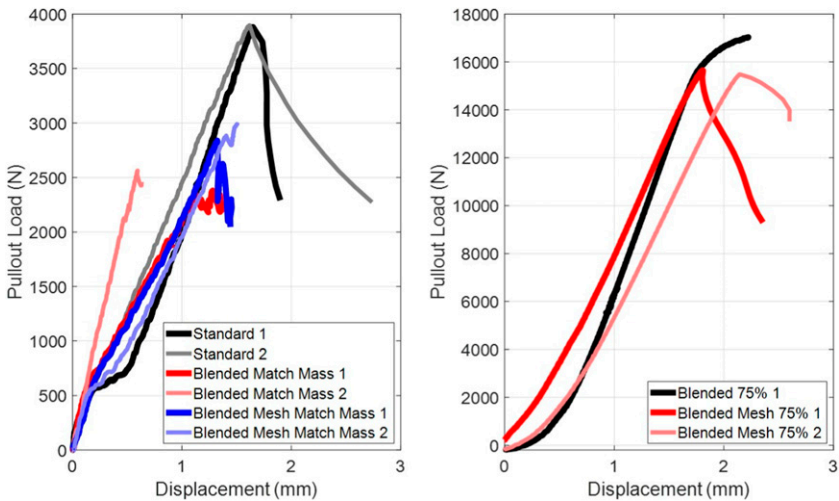 4000
3500
3000
2500
2000
1500
1000
500
0
Pullout Load (N)
0
1
2
3
Displacement (mm)
Standard 1
Standard 2
Blended Match Mass 1
Blended Match Mass 2
Blended Mesh Match Mass 1
Blended Mesh Match Mass 2
18000
16000
14000
12000
10000
8000
6000
4000
2000
0
Pullout Load (N)
0
1
2
3
Displacement (mm)
Blended 75% 1
Blended Mesh 75% 1
Blended Mesh 75% 2